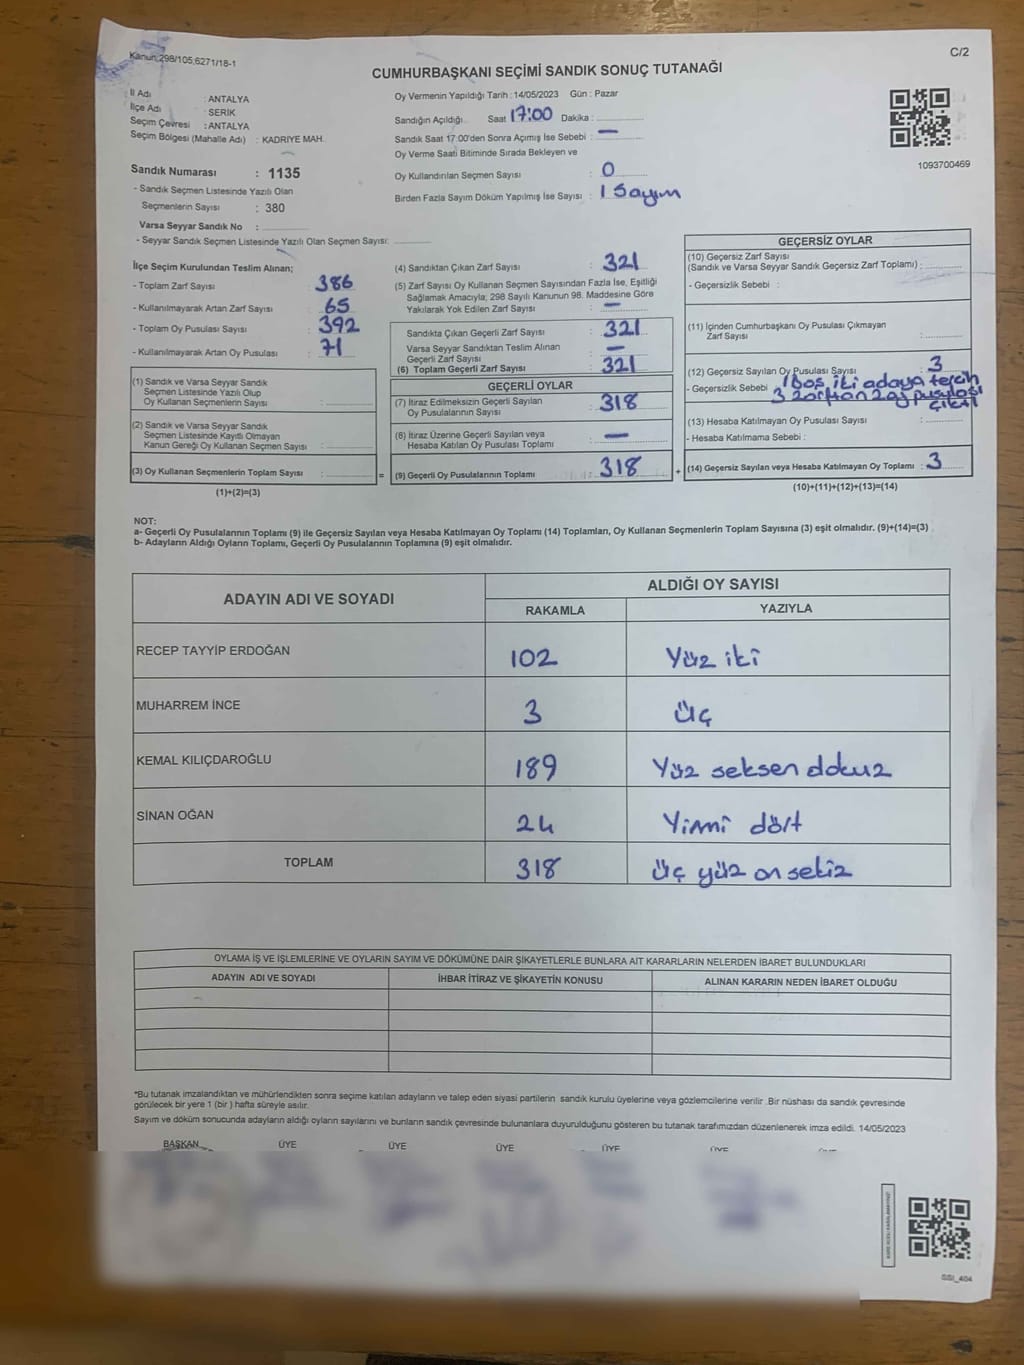 Kanun;298/105;6271/18-1
C/2
CUMHURBAŞKANI SEÇİMİ SANDIK SONUÇ TUTANAĞI
İl Adı : ANTALYA
İlçe Adı : SERİK
Seçim Çevresi : ANTALYA
Seçim Bölgesi (Mahalle Adı) : KADRİYE MAH.
Oy Vermenin Yapıldığı Tarih : 14/05/2023 Gün : Pazar
Sandığın Açıldığı Saat 17:00 Dakika :
Sandık Saat 17:00'den Sonra Açımış İse Sebebi : —
Oy Verme Saati Bitiminde Sırada Bekleyen ve
Oy Kullandırılan Seçmen Sayısı : 0
Birden Fazla Sayım Döküm Yapılmış İse Sayısı : 1 Sayım
1093700469
Sandık Numarası : 1135
- Sandık Seçmen Listesinde Yazılı Olan
Seçmenlerin Sayısı : 380
Varsa Seyyar Sandık No :
- Seyyar Sandık Seçmen Listesinde Yazılı Olan Seçmen Sayısı:
İlçe Seçim Kurulundan Teslim Alınan;
- Toplam Zarf Sayısı : 386
- Kullanılmayarak Artan Zarf Sayısı : 65
- Toplam Oy Pusulası Sayısı : 392
- Kullanılmayarak Artan Oy Pusulası : 71
(1) Sandık ve Varsa Seyyar Sandık
Seçmen Listesinde Yazılı Olup
Oy Kullanan Seçmenlerin Sayısı :
(2) Sandık ve Varsa Seyyar Sandık
Seçmen Listesinde Kayıtlı Olmayan
Kanun Gereği Oy Kullanan Seçmen Sayısı :
(3) Oy Kullanan Seçmenlerin Toplam Sayısı : =
(1)+(2)=(3)
(4) Sandıktan Çıkan Zarf Sayısı : 321
(5) Zarf Sayısı Oy Kullanan Seçmen Sayısından Fazla İse, Eşitliği
Sağlamak Amacıyla; 298 Sayılı Kanunun 98. Maddesine Göre
Yakılarak Yok Edilen Zarf Sayısı : —
Sandıkta Çıkan Geçerli Zarf Sayısı : 321
Varsa Seyyar Sandıktan Teslim Alınan
Geçerli Zarf Sayısı : —
(6) Toplam Geçerli Zarf Sayısı : 321
GEÇERLİ OYLAR
(7) İtiraz Edilmeksizin Geçerli Sayılan
Oy Pusulasının Sayısı : 318
(8) İtiraz Üzerine Geçerli Sayılan veya
Hesaba Katılan Oy Pusulası Toplamı : —
(9) Geçerli Oy Pusulalarının Toplamı : 318 +
GEÇERSİZ OYLAR
(10) Geçersiz Zarf Sayısı
(Sandık ve Varsa Seyyar Sandık Geçersiz Zarf Toplamı) :
- Geçersizlik Sebebi :
(11) İçinden Cumhurbaşkanı Oy Pusulası Çıkmayan
Zarf Sayısı :
(12) Geçersiz Sayılan Oy Pusulası Sayısı : 3
- Geçersizlik Sebebi 1 boş iki adaya tercih
3 zarftan 2 oy pusulası
çıktı
(13) Hesaba Katılmayan Oy Pusulası Sayısı :
- Hesaba Katılmama Sebebi :
(14) Geçersiz Sayılan veya Hesaba Katılmayan Oy Toplamı : 3
(10)+(11)+(12)+(13)=(14)
NOT:
a- Geçerli Oy Pusulalarının Toplamı (9) ile Geçersiz Sayılan veya Hesaba Katılmayan Oy Toplamı (14) Toplamları, Oy Kullanan Seçmenlerin Toplam Sayısına (3) eşit olmalıdır. (9)+(14)=(3)
b- Adayların Aldığı Oyların Toplamı, Geçerli Oy Pusulalarının Toplamına (9) eşit olmalıdır.
ADAYIN ADI VE SOYADI
ALDIĞI OY SAYISI
RAKAMLA YAZIYLA
RECEP TAYYİP ERDOĞAN 102 Yüz iki
MUHARREM İNCE 3 üç
KEMAL KILIÇDAROĞLU 189 Yüz seksen dokuz
SİNAN OĞAN 24 Yirmi dört
TOPLAM 318 üç yüz on sekiz
OYLAMA İŞ VE İŞLEMLERİNE VE OYLARIN SAYIM VE DÖKÜMÜNE DAİR ŞİKAYETLERLE BUNLARA AİT KARARLARIN NELERDEN İBARET BULUNDUKLARI
ADAYIN ADI VE SOYADI İHBAR İTİRAZ VE ŞİKAYETİN KONUSU ALINAN KARARIN NEDEN İBARET OLDUĞU
*Bu tutanak imzalandıktan ve mühürlendikten sonra seçime katılan adayların ve talep eden siyasi partilerin sandık kurulu üyelerine veya gözlemcilerine verilir .Bir nüshası da sandık çevresinde
görülecek bir yere 1 (bir ) hafta süreyle asılır.
Sayım ve döküm sonucunda adayların aldığı oyların sayılarını ve bunların sandık çevresinde bulunanlara duyurulduğunu gösteren bu tutanak tarafımızdan düzenlenerek imza edildi. 14/05/2023
BAŞKAN ÜYE ÜYE ÜYE ÜYE ÜYE
SSI_404